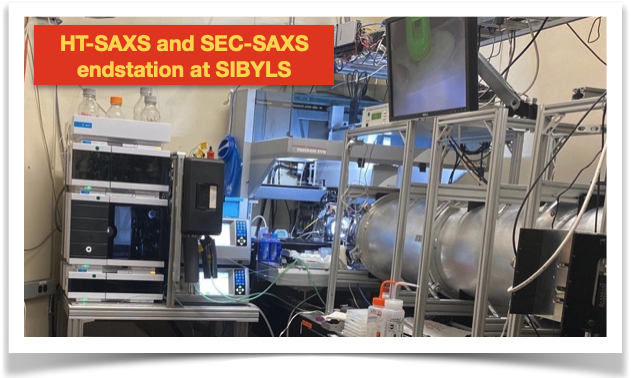 HT-SAXS and SEC-SAXS
endstation at SIBYLS